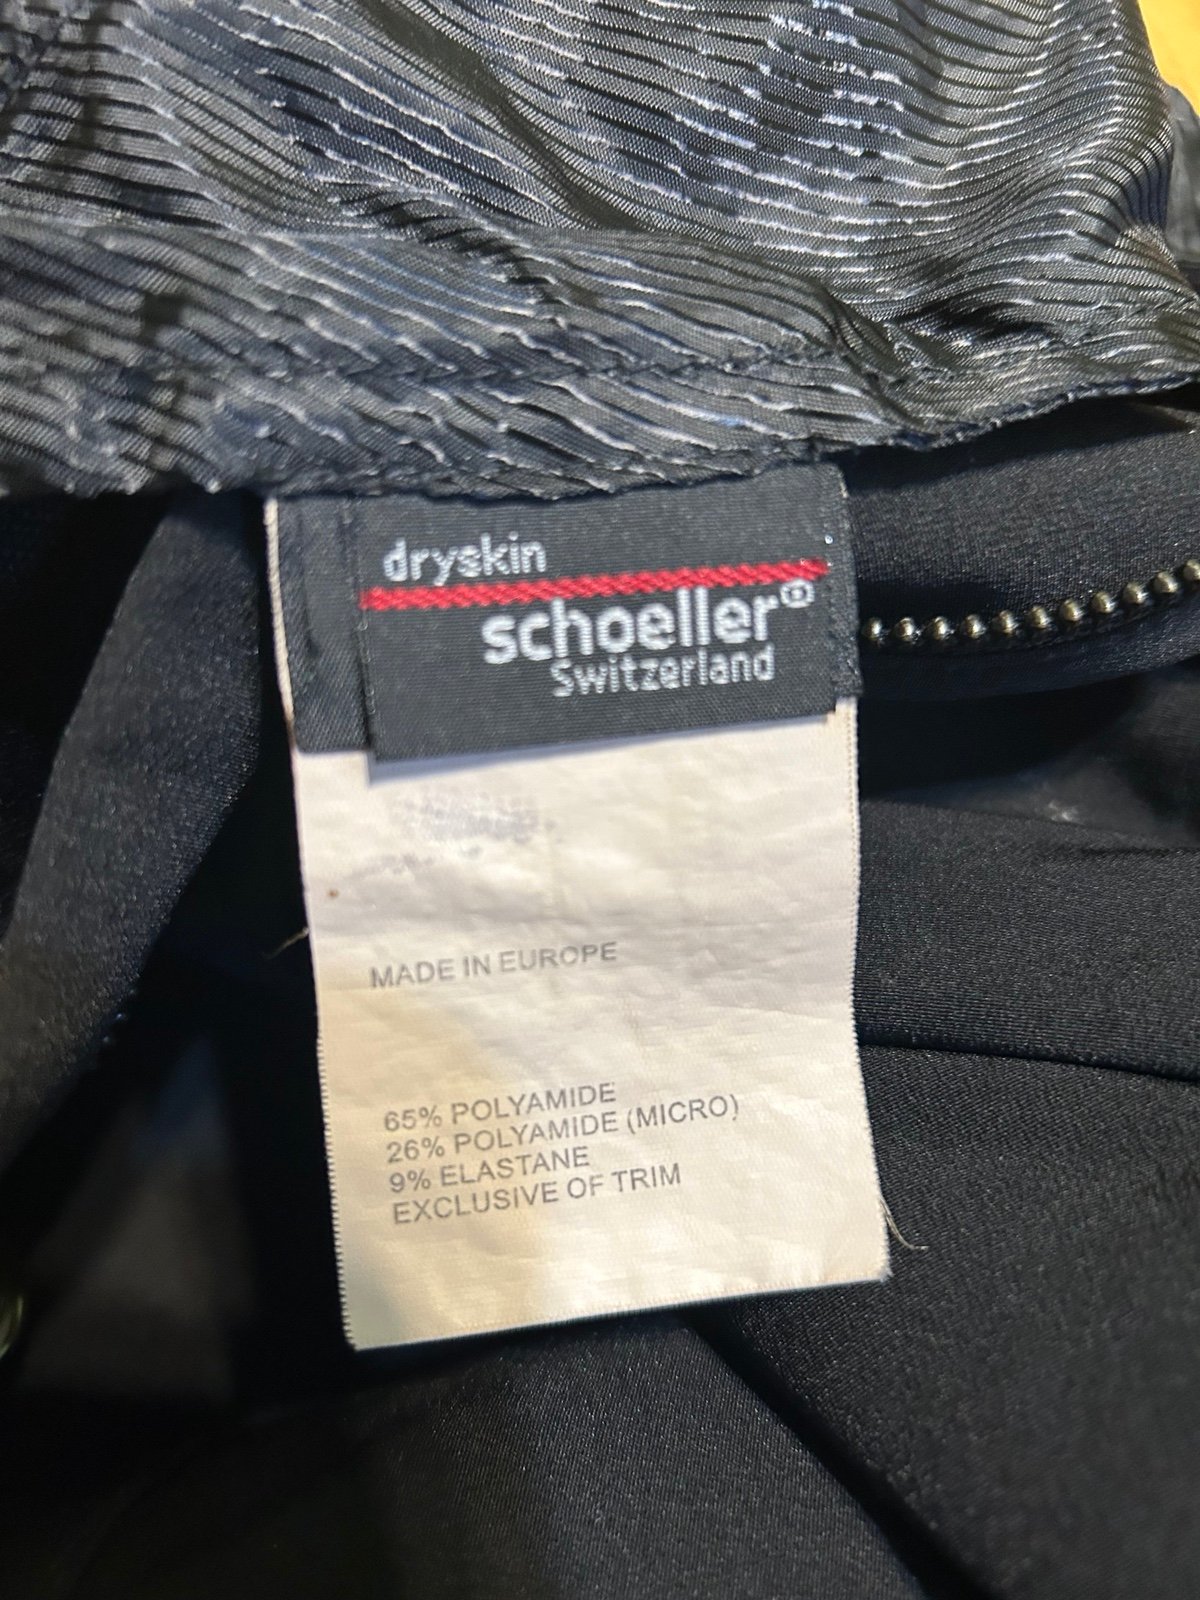 dryskin
schoeller®
Switzerland
MADE IN EUROPE
65% POLYAMIDE
26% POLYAMIDE (MICRO)
9% ELASTANE
EXCLUSIVE OF TRIM